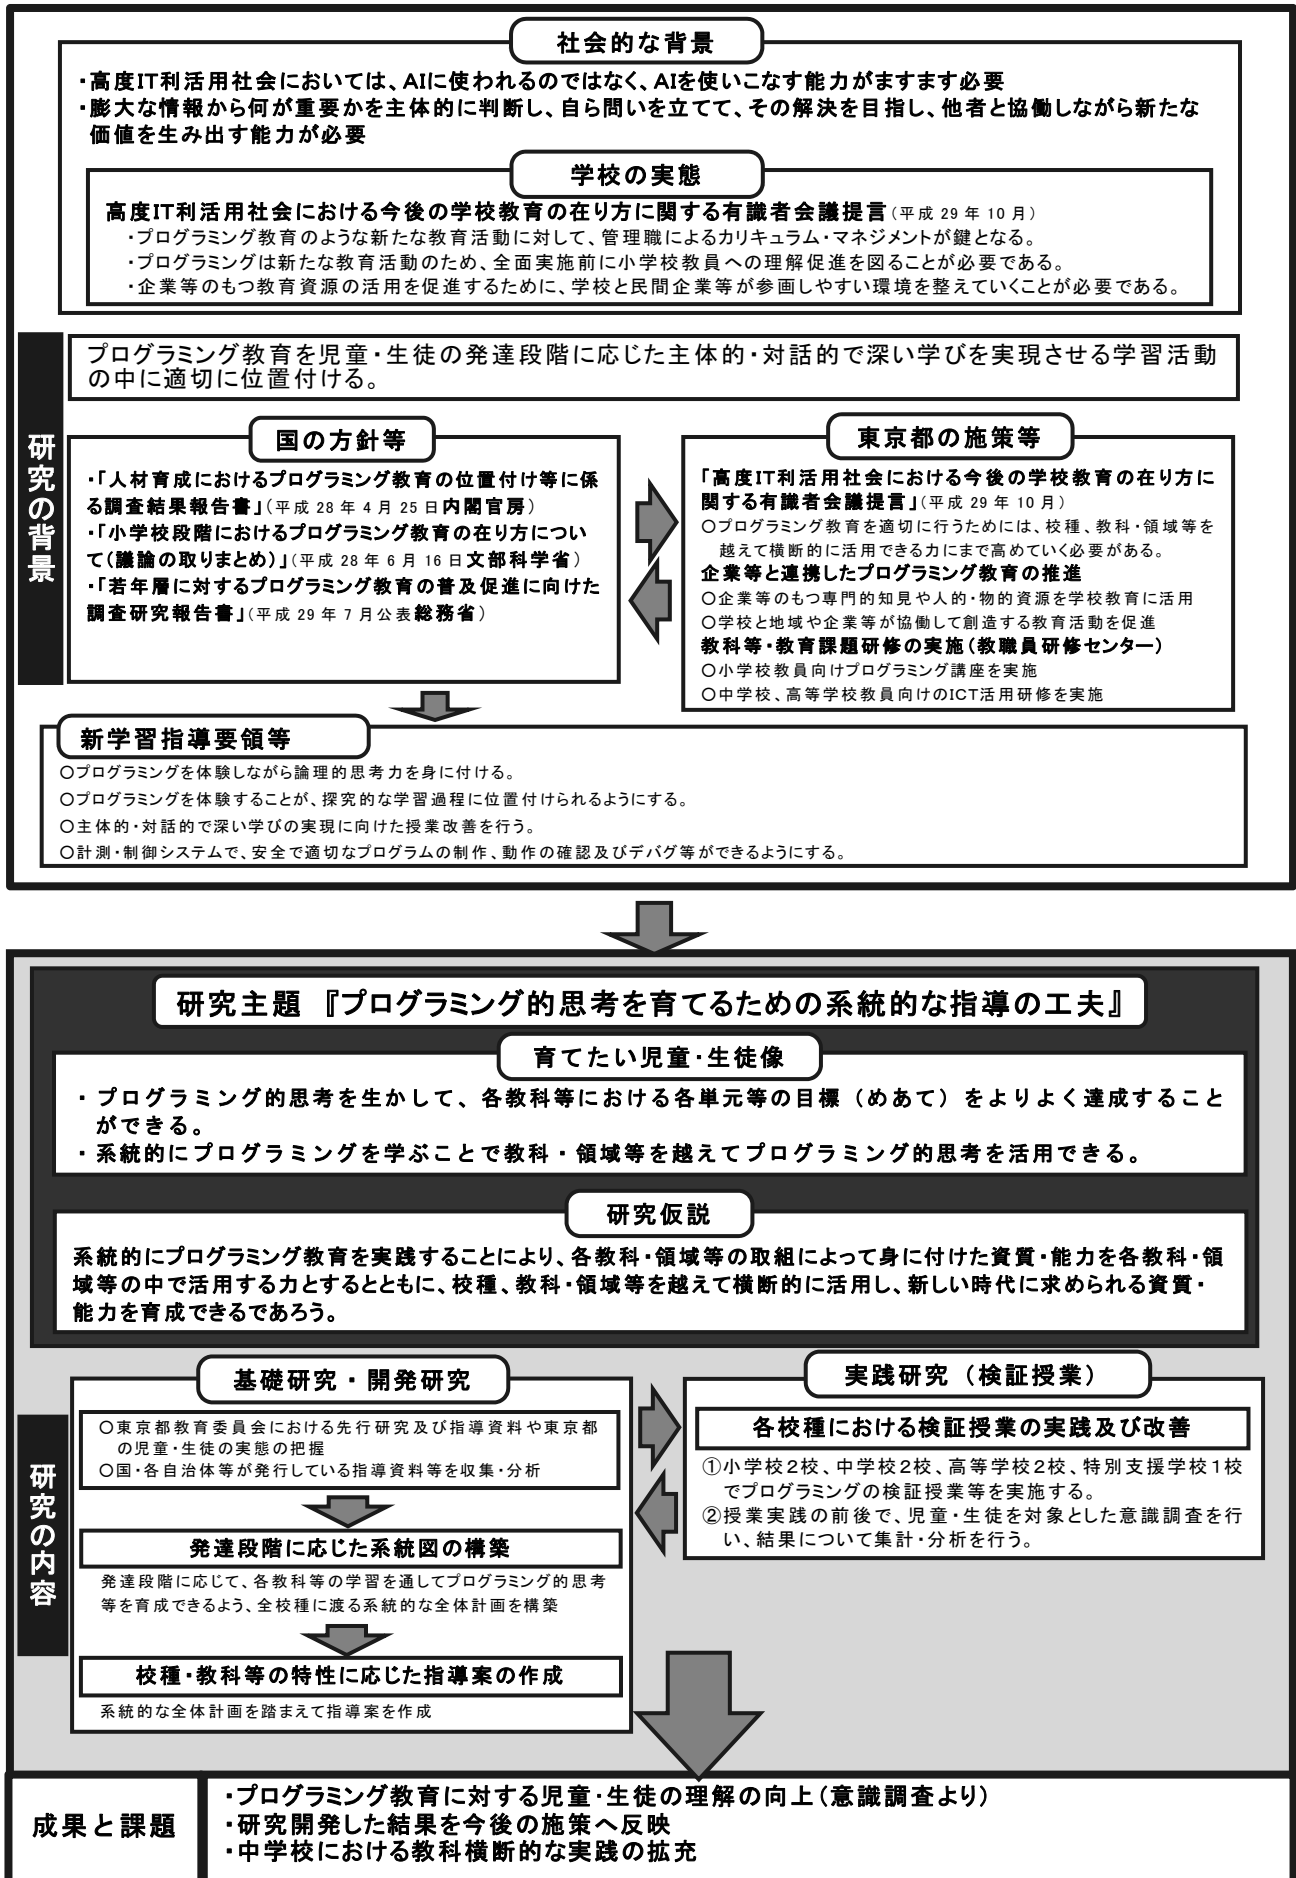 社会的な背景
・高度IT利活用社会においては、AIに使われるのではなく、AIを使いこなす能力がますます必要
・膨大な情報から何が重要かを主体的に判断し、自ら問いを立てて、その解決を目指し、他者と協働しながら新たな
価値を生み出す能力が必要
学校の実態
高度IT利活用社会における今後の学校教育の在り方に関する有識者会議提言(平成 29 年 10 月)
・プログラミング教育のような新たな教育活動に対して、管理職によるカリキュラム・マネジメントが鍵となる。
・プログラミングは新たな教育活動のため、全面実施前に小学校教員への理解促進を図ることが必要である。
・企業等のもつ教育資源の活用を促進するために、学校と民間企業等が参画しやすい環境を整えていくことが必要である。
研究の背景
プログラミング教育を児童・生徒の発達段階に応じた主体的・対話的で深い学びを実現させる学習活動
の中に適切に位置付ける。
国の方針等
・「人材育成におけるプログラミング教育の位置付け等に係
る調査結果報告書」(平成 28 年 4 月 25 日内閣官房)
・「小学校段階におけるプログラミング教育の在り方につい
て(議論の取りまとめ)」(平成 28 年 6 月 16 日文部科学省)
・「若年層に対するプログラミング教育の普及促進に向けた
調査研究報告書」(平成 29 年 7 月公表総務省)
東京都の施策等
「高度IT利活用社会における今後の学校教育の在り方に
関する有識者会議提言」(平成 29 年 10 月)
○プログラミング教育を適切に行うためには、校種、教科・領域等を
越えて横断的に活用できる力にまで高めていく必要がある。
企業等と連携したプログラミング教育の推進
○企業等のもつ専門的知見や人的・物的資源を学校教育に活用
○学校と地域や企業等が協働して創造する教育活動を促進
教科等・教育課題研修の実施(教職員研修センター)
○小学校教員向けプログラミング講座を実施
○中学校、高等学校教員向けのICT活用研修を実施
新学習指導要領等
○プログラミングを体験しながら論理的思考力を身に付ける。
○プログラミングを体験することが、探究的な学習過程に位置付けられるようにする。
○主体的・対話的で深い学びの実現に向けた授業改善を行う。
○計測・制御システムで、安全で適切なプログラムの制作、動作の確認及びデバグ等ができるようにする。
研究主題 『プログラミング的思考を育てるための系統的な指導の工夫』
育てたい児童・生徒像
・プログラミング的思考を生かして、各教科等における各単元等の目標（めあて）をよりよく達成すること
ができる。
・系統的にプログラミングを学ぶことで教科・領域等を越えてプログラミング的思考を活用できる。
研究仮説
系統的にプログラミング教育を実践することにより、各教科・領域等の取組によって身に付けた資質・能力を各教科・領
域等の中で活用する力とするとともに、校種、教科・領域等を越えて横断的に活用し、新しい時代に求められる資質・
能力を育成できるであろう。
研究の内容
基礎研究・開発研究
○東京都教育委員会における先行研究及び指導資料や東京都
の児童・生徒の実態の把握
○国・各自治体等が発行している指導資料等を収集・分析
発達段階に応じた系統図の構築
発達段階に応じて、各教科等の学習を通してプログラミング的思考
等を育成できるよう、全校種に渡る系統的な全体計画を構築
校種・教科等の特性に応じた指導案の作成
系統的な全体計画を踏まえて指導案を作成
実践研究（検証授業）
各校種における検証授業の実践及び改善
①小学校２校、中学校２校、高等学校２校、特別支援学校１校
でプログラミングの検証授業等を実施する。
②授業実践の前後で、児童・生徒を対象とした意識調査を行
い、結果について集計・分析を行う。
成果と課題
・プログラミング教育に対する児童・生徒の理解の向上(意識調査より)
・研究開発した結果を今後の施策へ反映
・中学校における教科横断的な実践の拡充